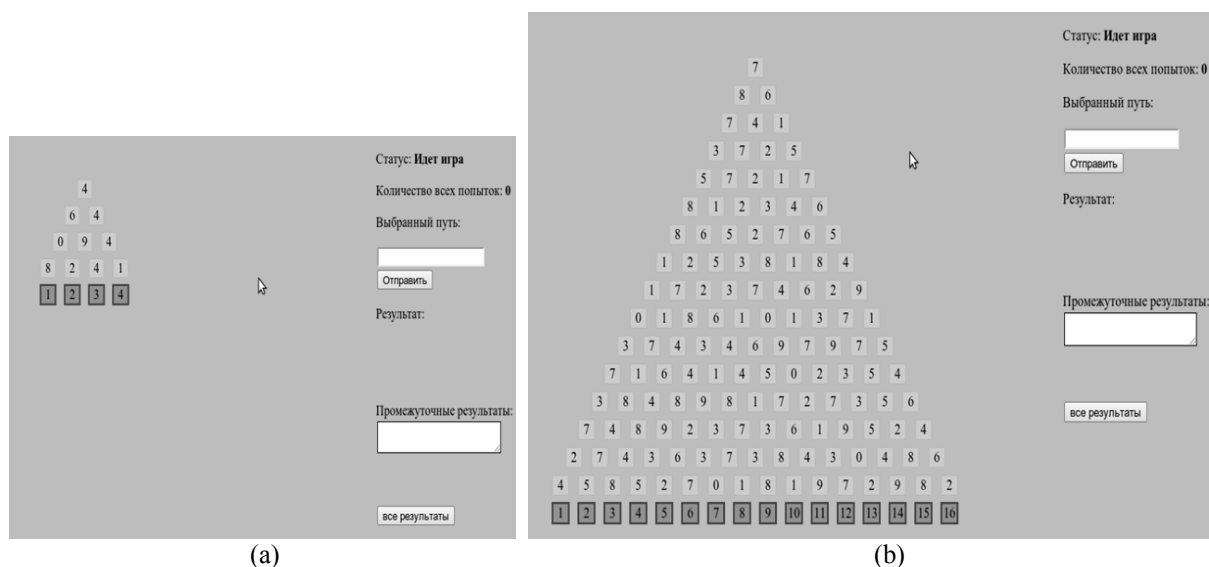 4
6 4
0 9 4
8 2 4 1
1 2 3 4
Статус: Идет игра
Количество всех попыток: 0
Выбранный путь:
Отправить
Результат:
Промежуточные результаты:
все результаты
(a)
7
8 6
7 4 1
3 7 2 5
5 7 2 1 7
8 1 2 3 4 6
8 6 5 2 7 6 5
1 2 5 3 8 1 8 4
1 7 2 3 7 4 6 2 9
0 1 8 6 1 0 1 3 7 1
3 7 4 3 4 6 9 7 9 7 5
7 1 6 4 1 4 5 0 2 3 5 4
3 8 4 8 9 8 1 7 2 7 3 5 6
7 4 8 9 2 3 7 3 6 1 9 5 2 4
2 7 4 3 6 3 7 3 8 4 3 0 4 8 6
4 5 8 5 2 7 0 1 8 1 9 7 2 9 8 2
1 2 3 4 5 6 7 8 9 10 11 12 13 14 15 16
Статус: Идет игра
Количество всех попыток: 0
Выбранный путь:
Отправить
Результат:
Промежуточные результаты:
все результаты
(b)